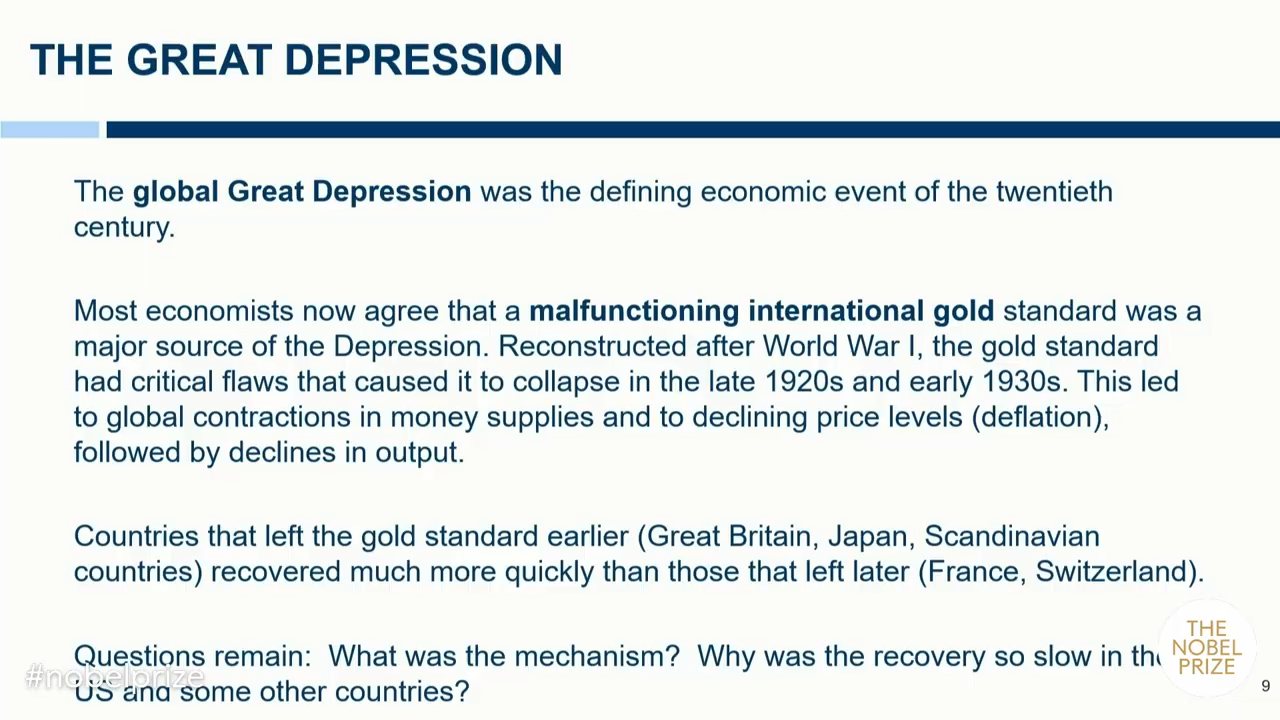 THE GREAT DEPRESSION
The global Great Depression was the defining economic event of the twentieth
century.
Most economists now agree that a malfunctioning international gold standard was a
major source of the Depression. Reconstructed after World War I, the gold standard
had critical flaws that caused it to collapse in the late 1920s and early 1930s. This led
to global contractions in money supplies and to declining price levels (deflation),
followed by declines in output.
Countries that left the gold standard earlier (Great Britain, Japan, Scandinavian
countries) recovered much more quickly than those that left later (France, Switzerland).
Questions remain:  What was the mechanism?  Why was the recovery so slow in the
US and some other countries?
#nobelprize
THE
NOBEL
PRIZE
9